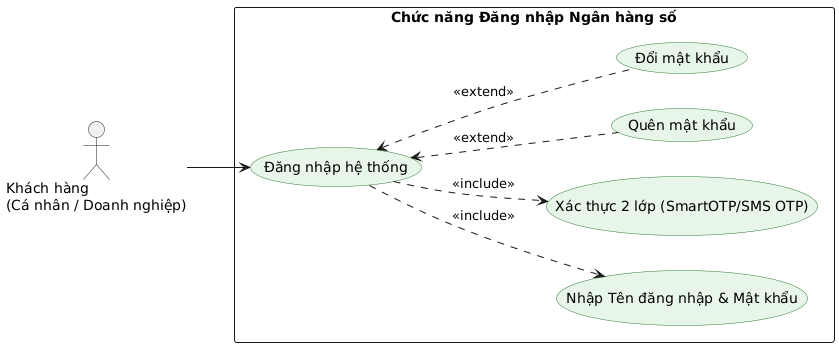 Chức năng Đăng nhập Ngân hàng số
Đổi mật khẩu
«extend»
Quên mật khẩu
«extend»
Đăng nhập hệ thống
Khách hàng
(Cá nhân / Doanh nghiệp)
«include»
Xác thực 2 lớp (SmartOTP/SMS OTP)
«include»
Nhập Tên đăng nhập & Mật khẩu